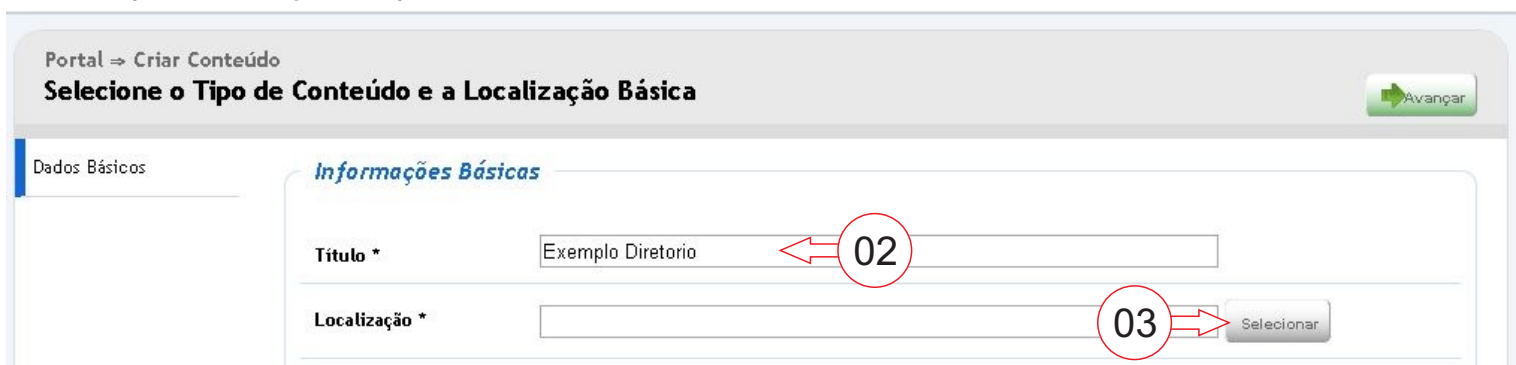 Portal ⇒ Criar Conteúdo
Selecione o Tipo de Conteúdo e a Localização Básica
Avançar
Dados Básicos
Informações Básicas
Título *
Exemplo Diretorio
02
Localização *
03
Selecionar